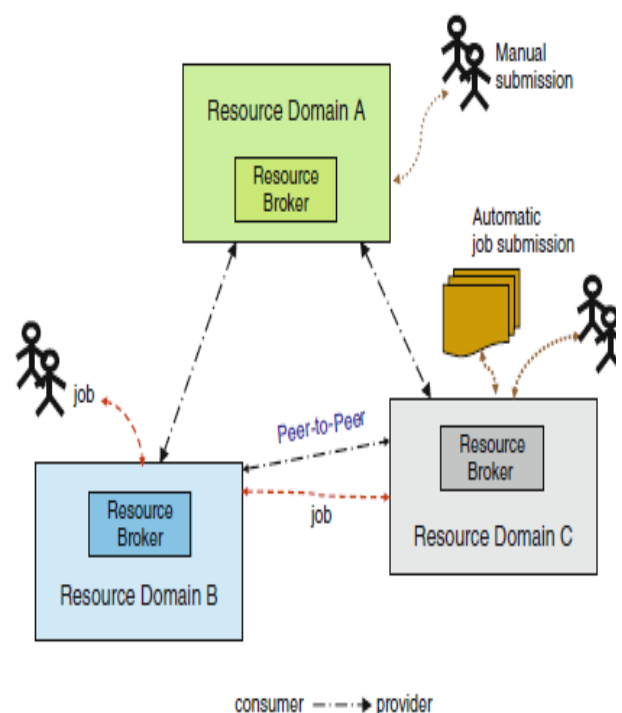 Manual
submission
Resource Domain A
Resource
Broker
Automatic
job submission
job
Peer-to-Peer
Resource
Broker
Resource
Broker
job
Resource Domain C
Resource Domain B
consumer
provider